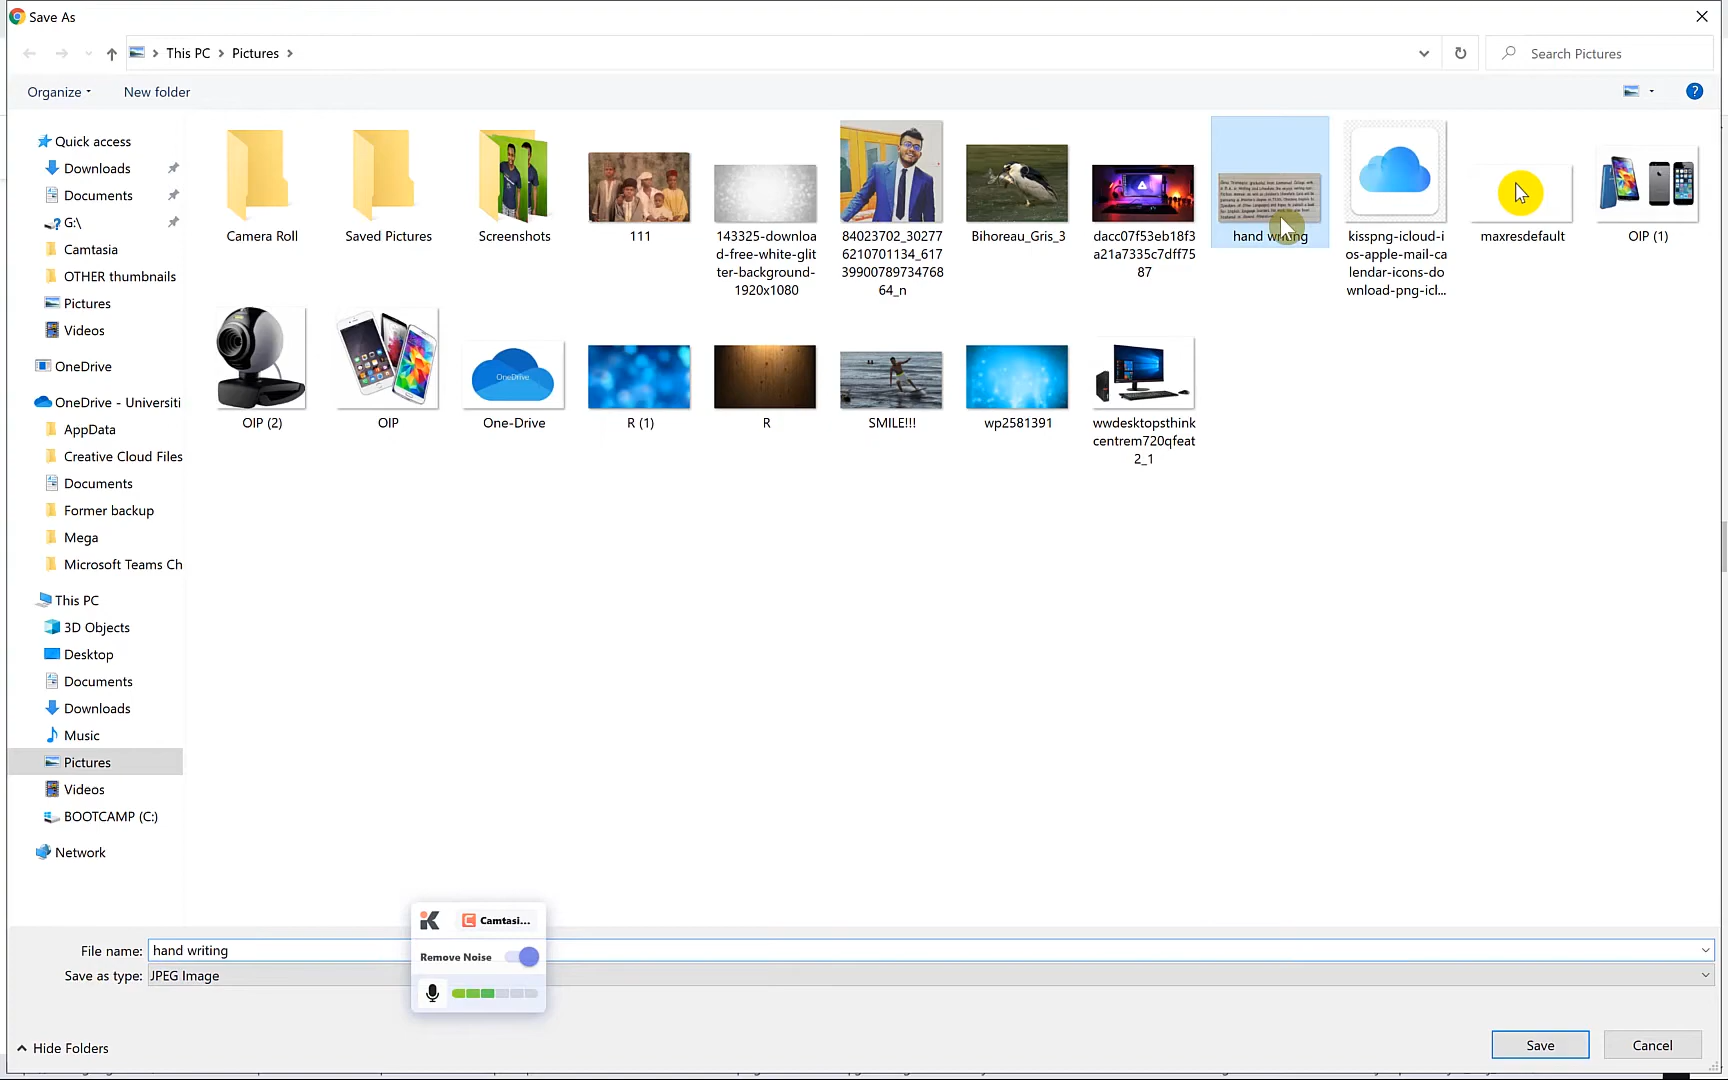 Save As
This PC > Pictures >
Search Pictures
Organize
New folder
?
Quick access
Downloads
Documents
G:\
Camtasia
OTHER thumbnails
Pictures
Videos
OneDrive
OneDrive - Universiti
AppData
Creative Cloud Files
Documents
Former backup
Mega
Microsoft Teams Ch
This PC
3D Objects
Desktop
Documents
Downloads
Music
Pictures
Videos
BOOTCAMP (C:)
Network
Camera Roll
Saved Pictures
Screenshots
111
143325-downloa
d-free-white-glit
ter-background-
1920x1080
84023702_30277
6210701134_617
39900789734768
64_n
Bihoreau_Gris_3
dacc07f53eb18f3
a21a7335c7dff75
87
hand writing
kisspng-icloud-i
os-apple-mail-ca
lendar-icons-do
wnload-png-icl...
maxresdefault
OIP (1)
OIP (2)
OIP
OneDrive
One-Drive
R (1)
R
SMILE!!!
wp2581391
wwdesktopsthink
centrem720qfeat
2_1
Camtasi...
Remove Noise
File name: hand writing
Save as type: JPEG Image
Hide Folders
Save
Cancel